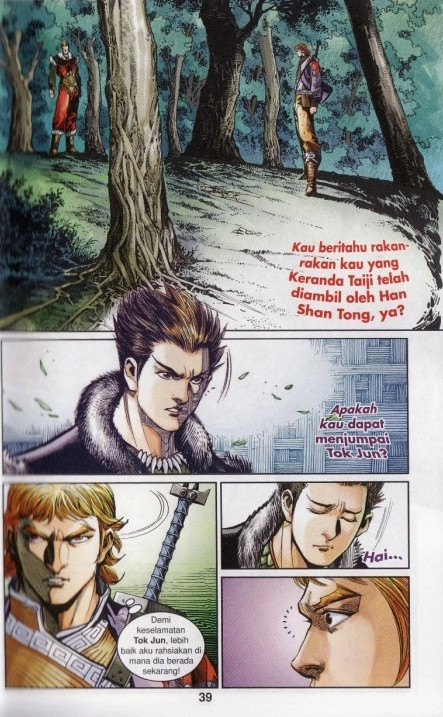 Kau beritahu rakan-
rakan kau yang
Keranda Taiji telah
diambil oleh Han
Shan Tong, ya?
Apakah
kau dapat
menjumpai
Tok Jun?
Demi
keselamatan
Tok Jun, lebih
baik aku rahsiakan di
mana dia berada
sekarang!
Hai...
39